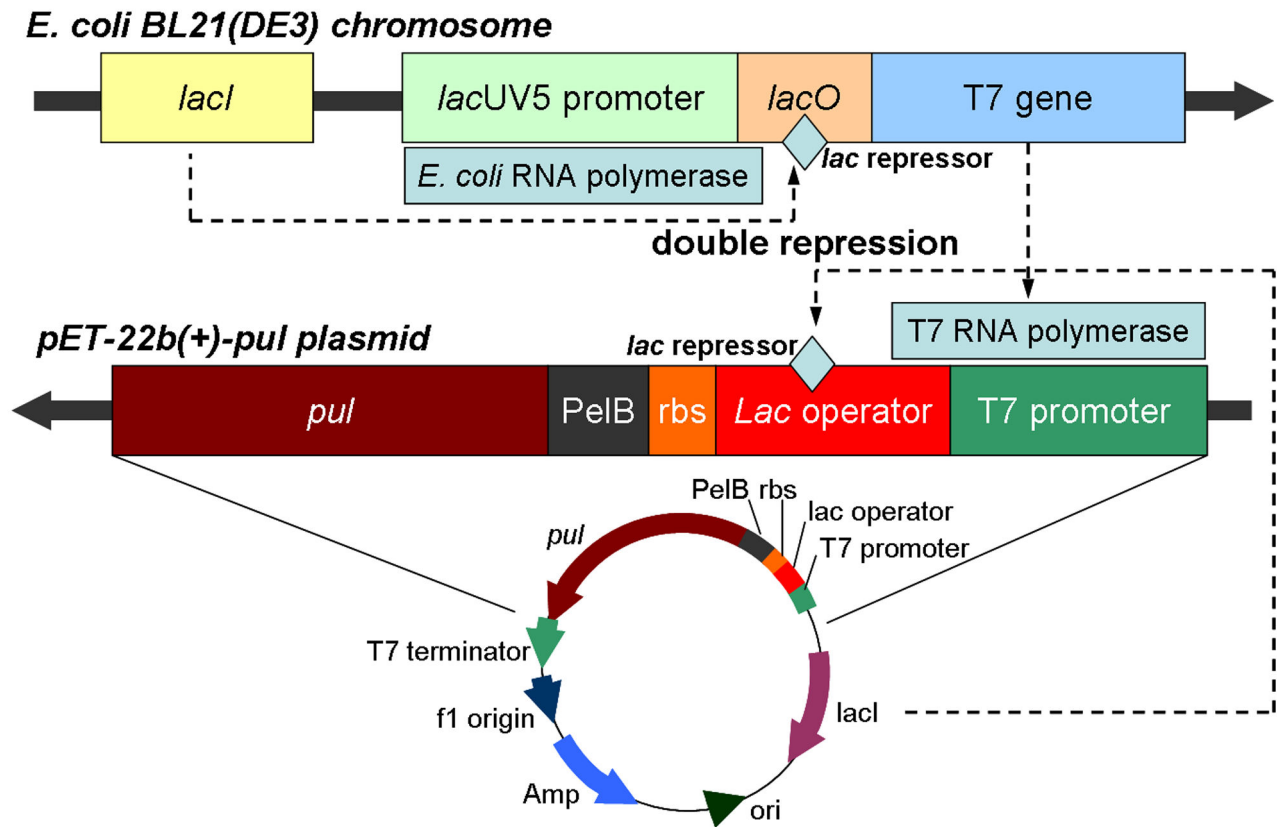 E. coli BL21(DE3) chromosome
lacI
lacUV5 promoter
lacO
T7 gene
E. coli RNA polymerase
lac repressor
double repression
pET-22b(+)-pul plasmid
lac repressor
T7 RNA polymerase
pul
PelB
rbs
Lac operator
T7 promoter
PelB rbs
lac operator
T7 promoter
pul
T7 terminator
f1 origin
lacI
Amp
ori